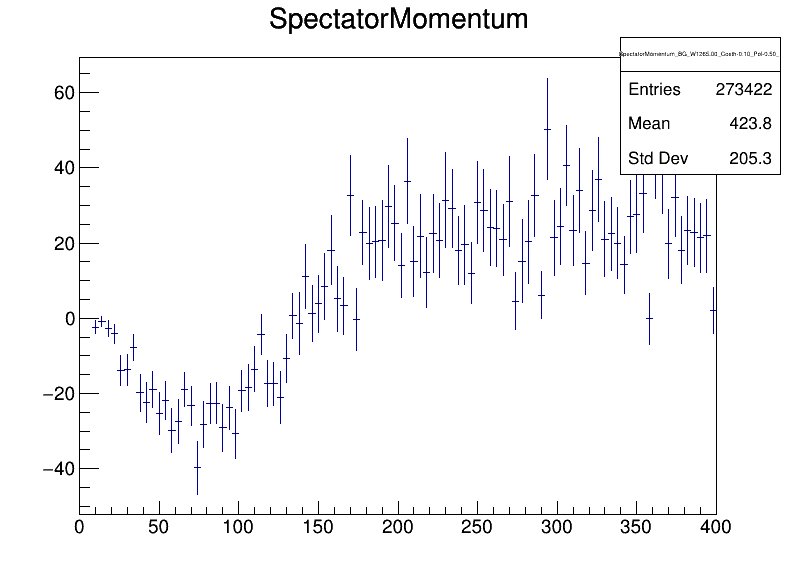 SpectatorMomentum
SpectatorMomentum_BG_W1265.00_Costh-0.10_Pol-0.50_
Entries 273422
Mean 423.8
Std Dev 205.3
60
40
20
0
−20
−40
0 50 100 150 200 250 300 350 400